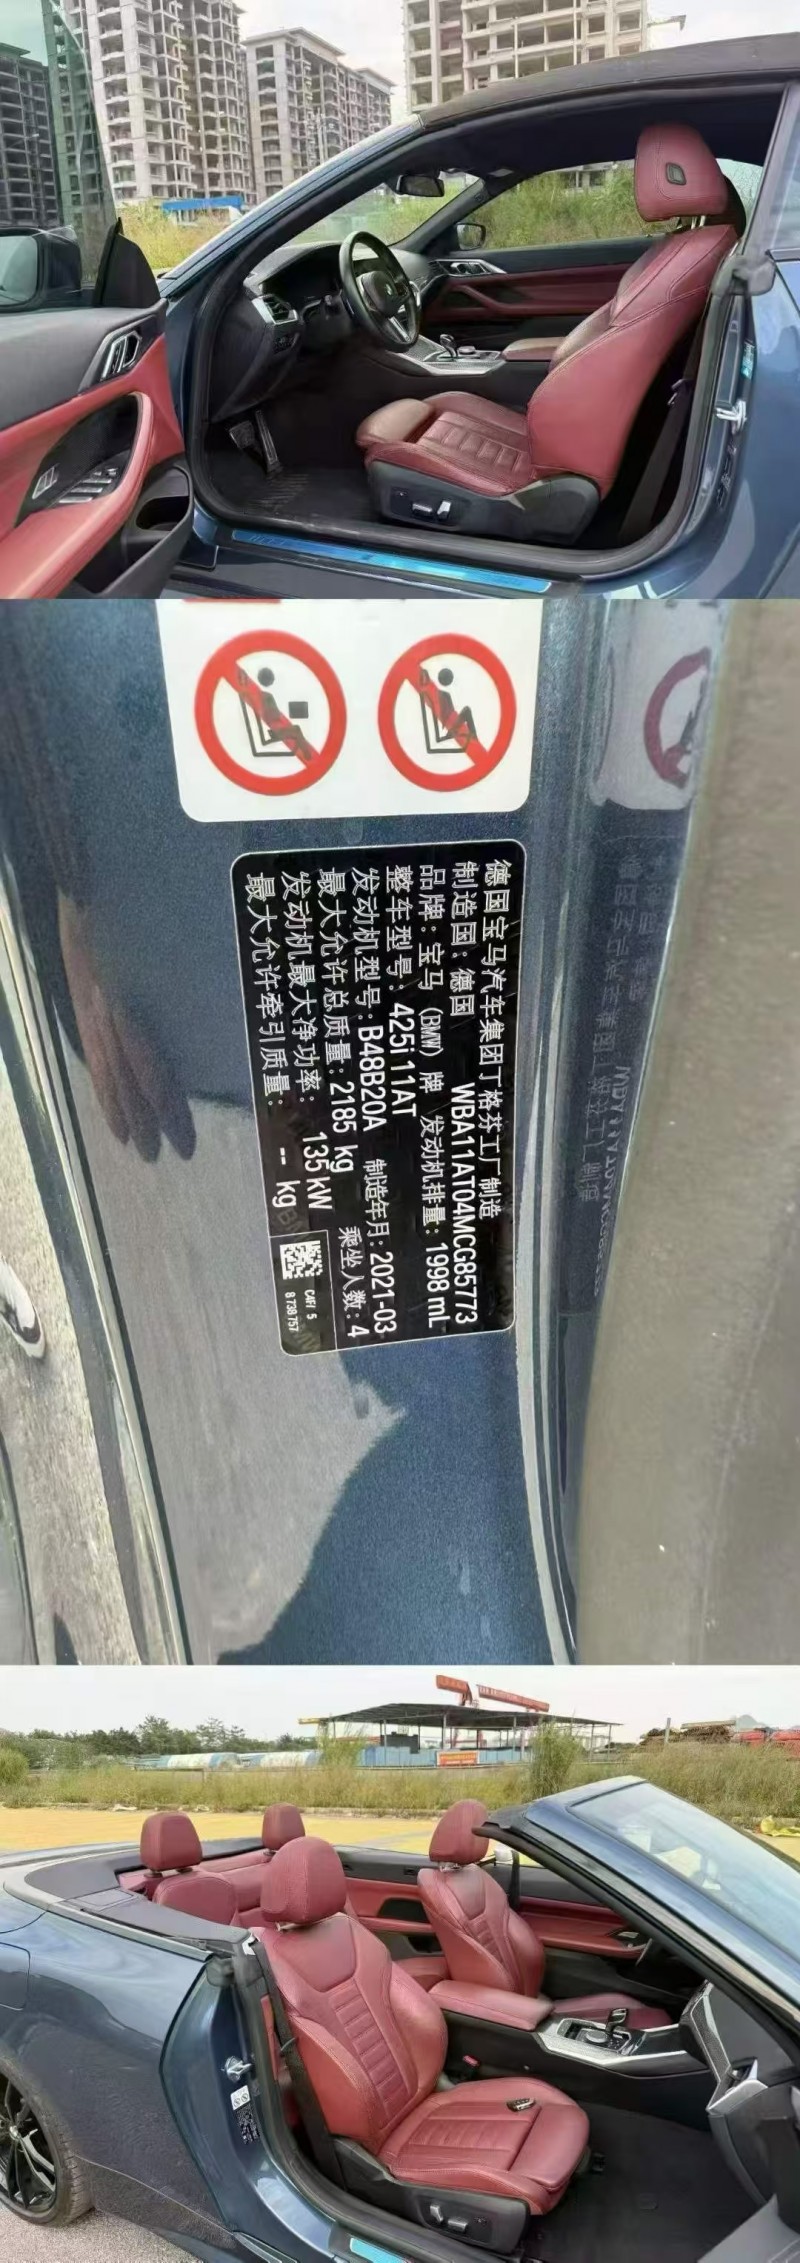 德国宝马汽车集团丁格芬工厂制造
制造国：德国 WBA11AT04MCG85773
品牌：宝马 (BMW) 牌 发动机排量：1998 mL
整车型号：425i 11AT
发动机型号：B48B20A 制造年月：2021-03
最大允许总质量：2185 kg 乘坐人数：4
发动机最大净功率：135 kW
最大允许牵引质量：-- kg
8 738 757